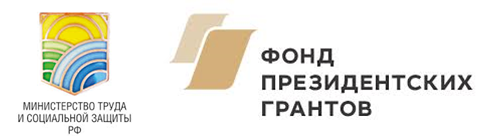 МИНИСТЕРСТВО ТРУДА
И СОЦИАЛЬНОЙ ЗАЩИТЫ
РФ
ФОНД
ПРЕЗИДЕНТСКИХ
ГРАНТОВ